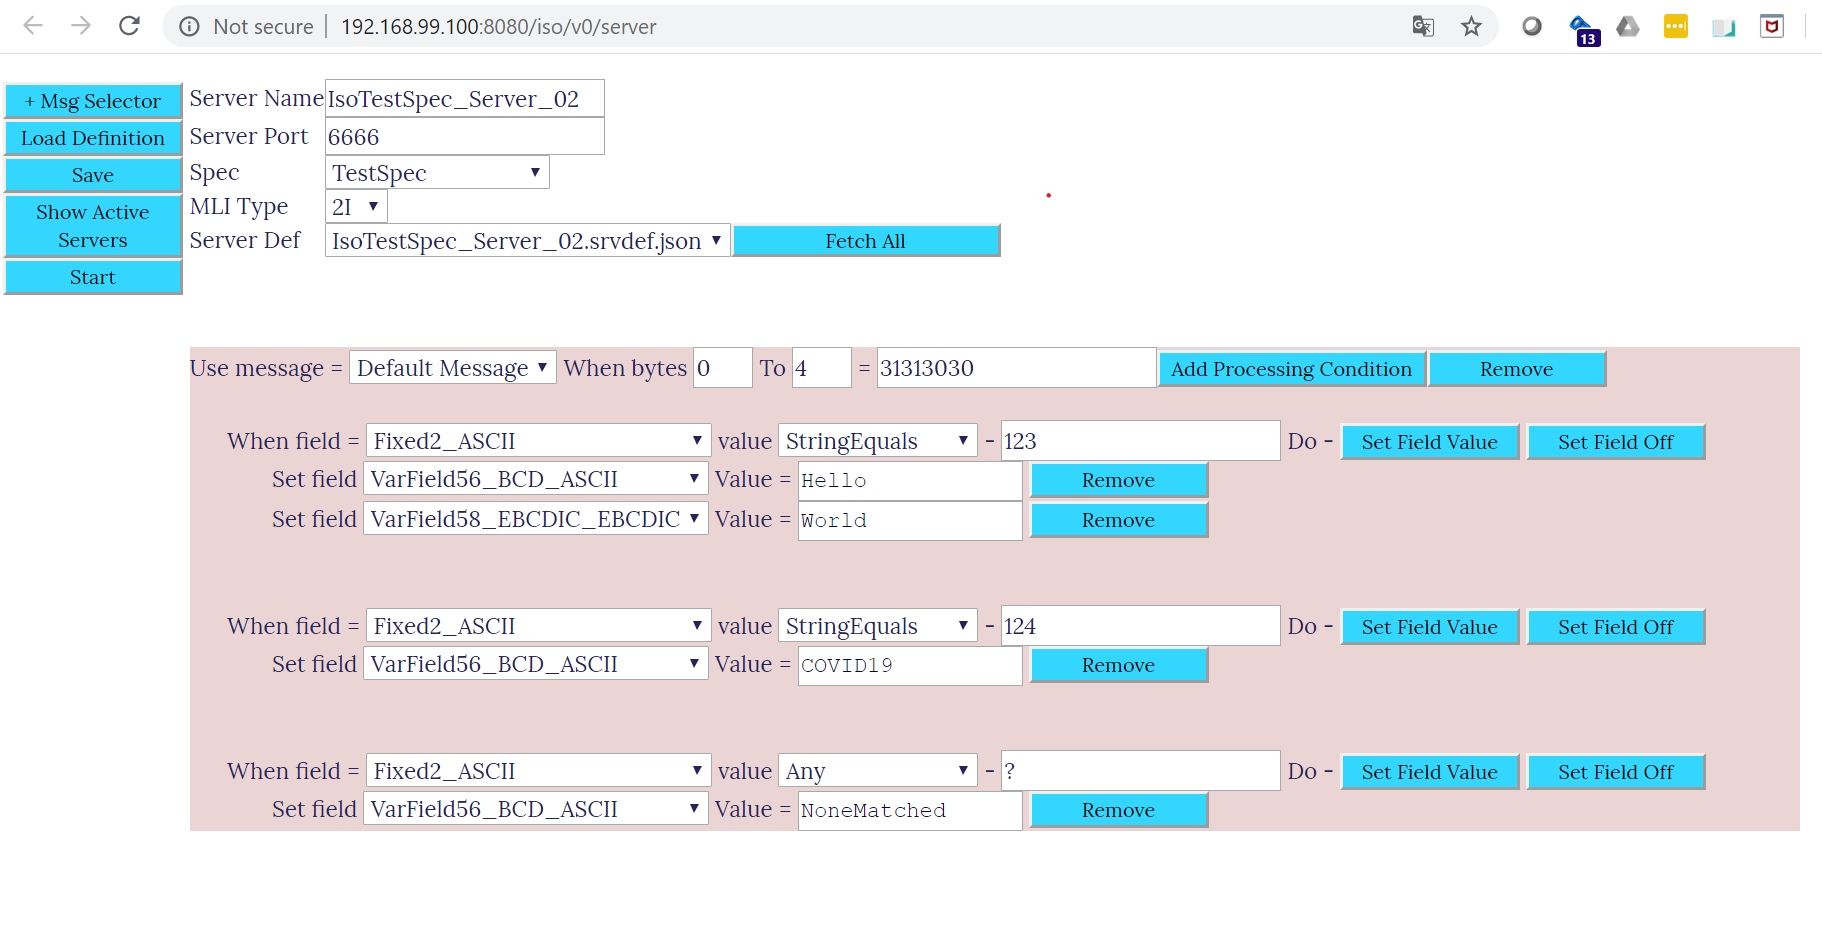 Not secure | 192.168.99.100:8080/iso/v0/server
13
+ Msg Selector
Load Definition
Save
Show Active
Servers
Start
Server Name IsoTestSpec_Server_02
Server Port 6666
Spec TestSpec
MLI Type 2I
Server Def IsoTestSpec_Server_02.srvdef.json Fetch All
Use message = Default Message When bytes 0 To 4 = 31313030 Add Processing Condition Remove
When field = Fixed2_ASCII value StringEquals - 123 Do - Set Field Value Set Field Off
Set field VarField56_BCD_ASCII Value = Hello Remove
Set field VarField58_EBCDIC_EBCDIC Value = World Remove
When field = Fixed2_ASCII value StringEquals - 124 Do - Set Field Value Set Field Off
Set field VarField56_BCD_ASCII Value = COVID19 Remove
When field = Fixed2_ASCII value Any - ? Do - Set Field Value Set Field Off
Set field VarField56_BCD_ASCII Value = NoneMatched Remove